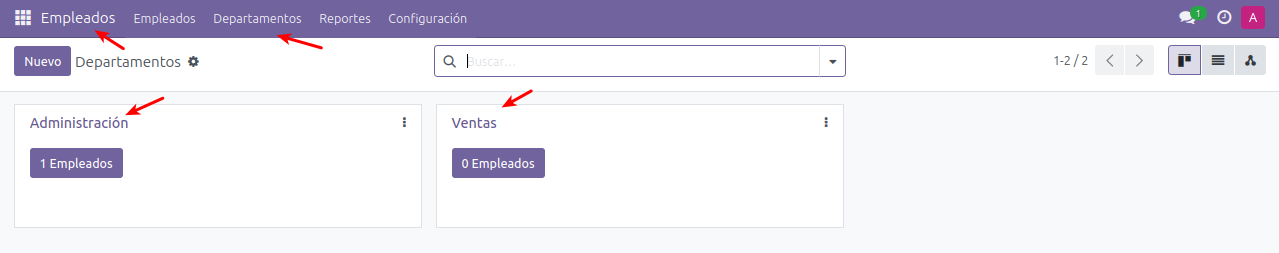 Empleados Empleados Departamentos Reportes Configuración 1 A
Nuevo Departamentos Buscar... 1-2 / 2
Administración Ventas
1 Empleados 0 Empleados